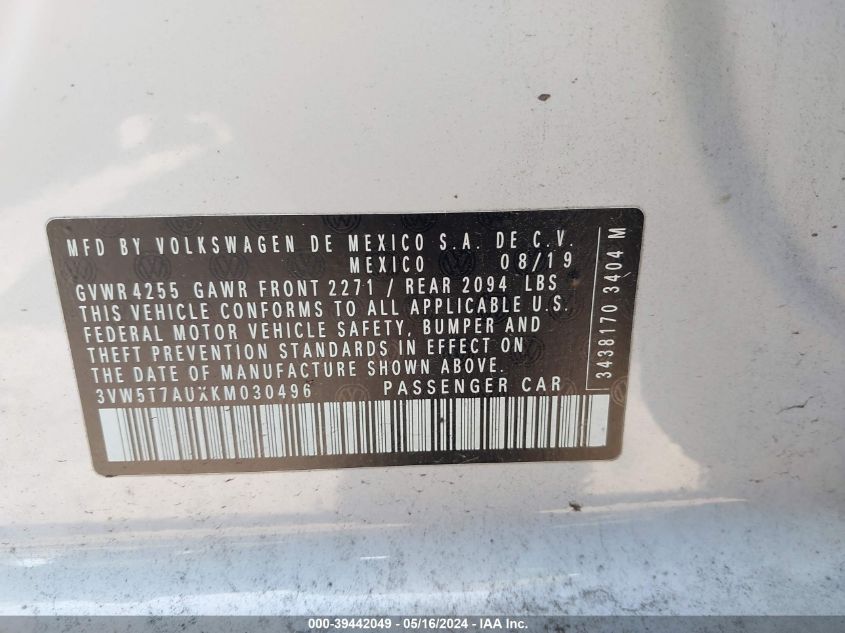 MFD BY VOLKSWAGEN DE MEXICO S.A. DE C.V.
MEXICO 08/19
GVWR 4255 GAWR FRONT 2271 / REAR 2094 LBS
THIS VEHICLE CONFORMS TO ALL APPLICABLE U.S.
FEDERAL MOTOR VEHICLE SAFETY, BUMPER AND
THEFT PREVENTION STANDARDS IN EFFECT ON
THE DATE OF MANUFACTURE SHOWN ABOVE.
3VW5T7AUXKM030496 PASSENGER CAR
3438170 3404 M
000-39442049 - 05/16/2024 - IAA Inc.